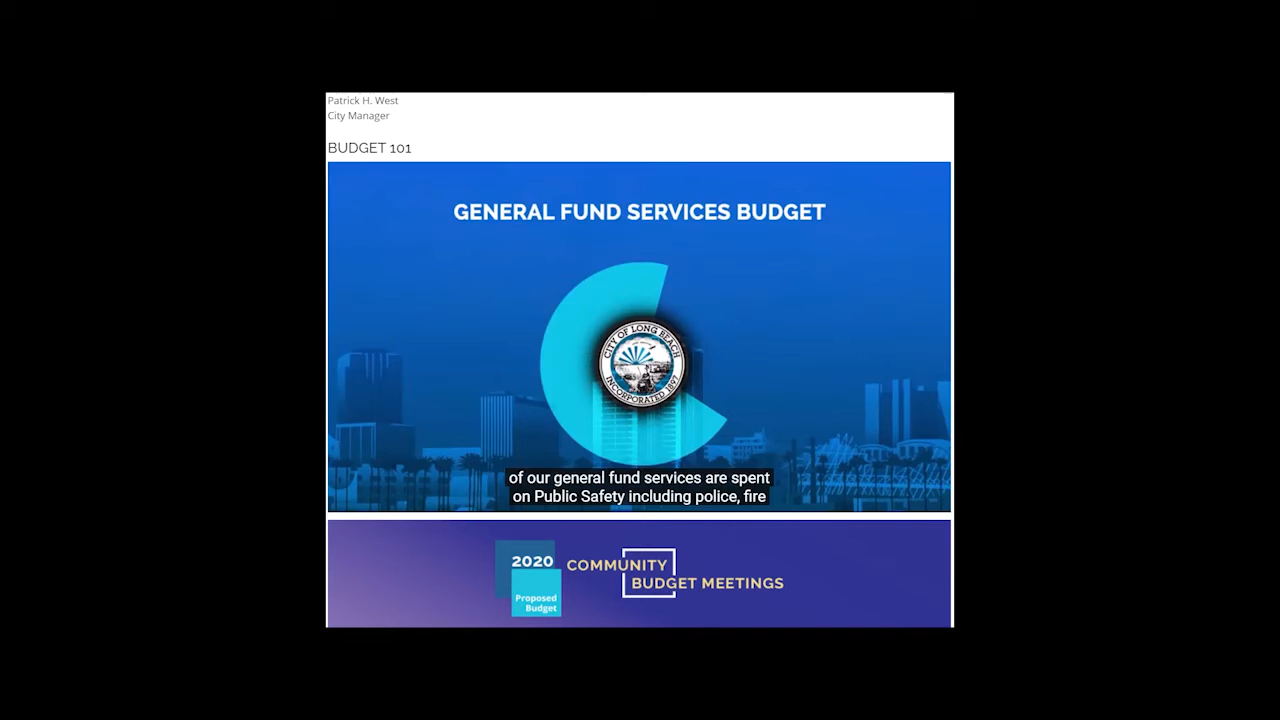 Patrick H. West
City Manager
BUDGET 101
GENERAL FUND SERVICES BUDGET
CITY OF LONG BEACH
INCORPORATED 1897
of our general fund services are spent
on Public Safety including police, fire
2020
Proposed
Budget
COMMUNITY
BUDGET MEETINGS